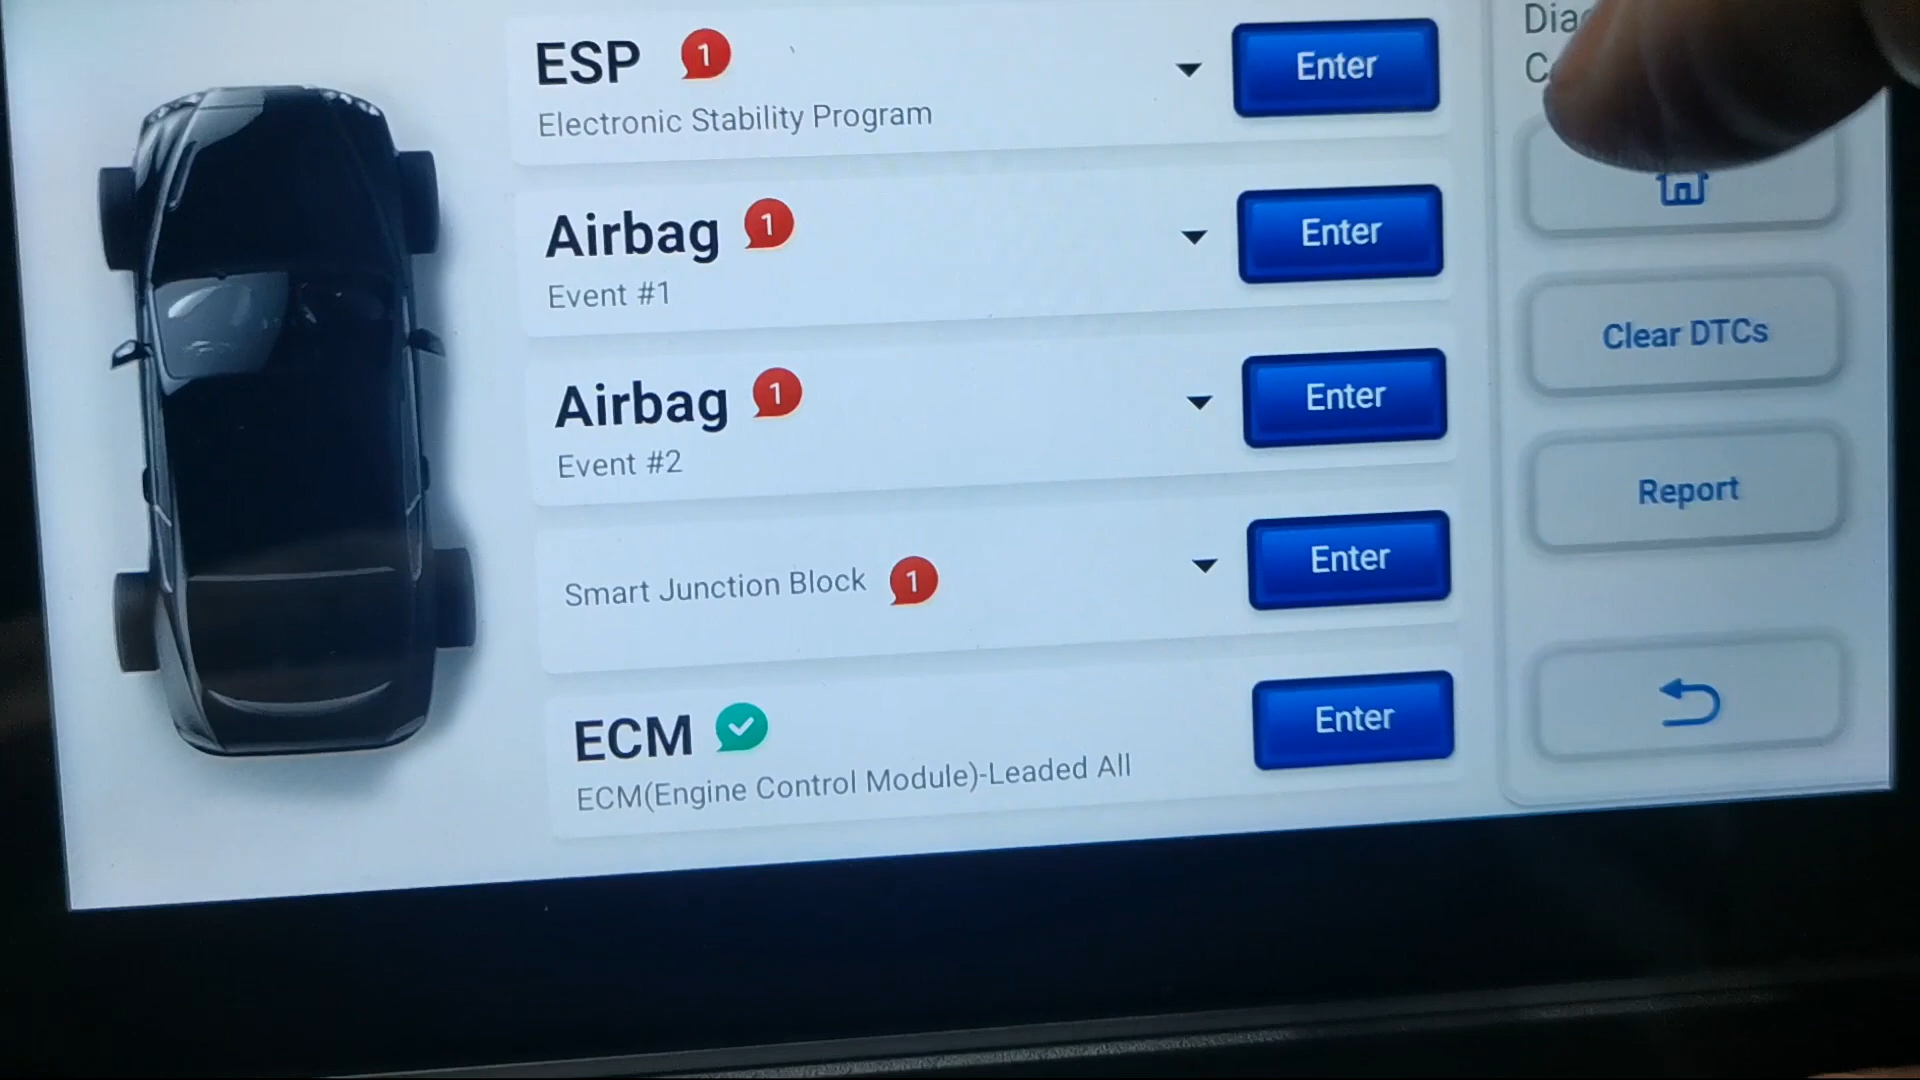 ESP 1
Enter
Electronic Stability Program
Airbag 1
Enter
Event #1
Airbag 1
Enter
Event #2
Smart Junction Block 1
Enter
ECM
Enter
ECM(Engine Control Module)-Leaded All
Clear DTCs
Report